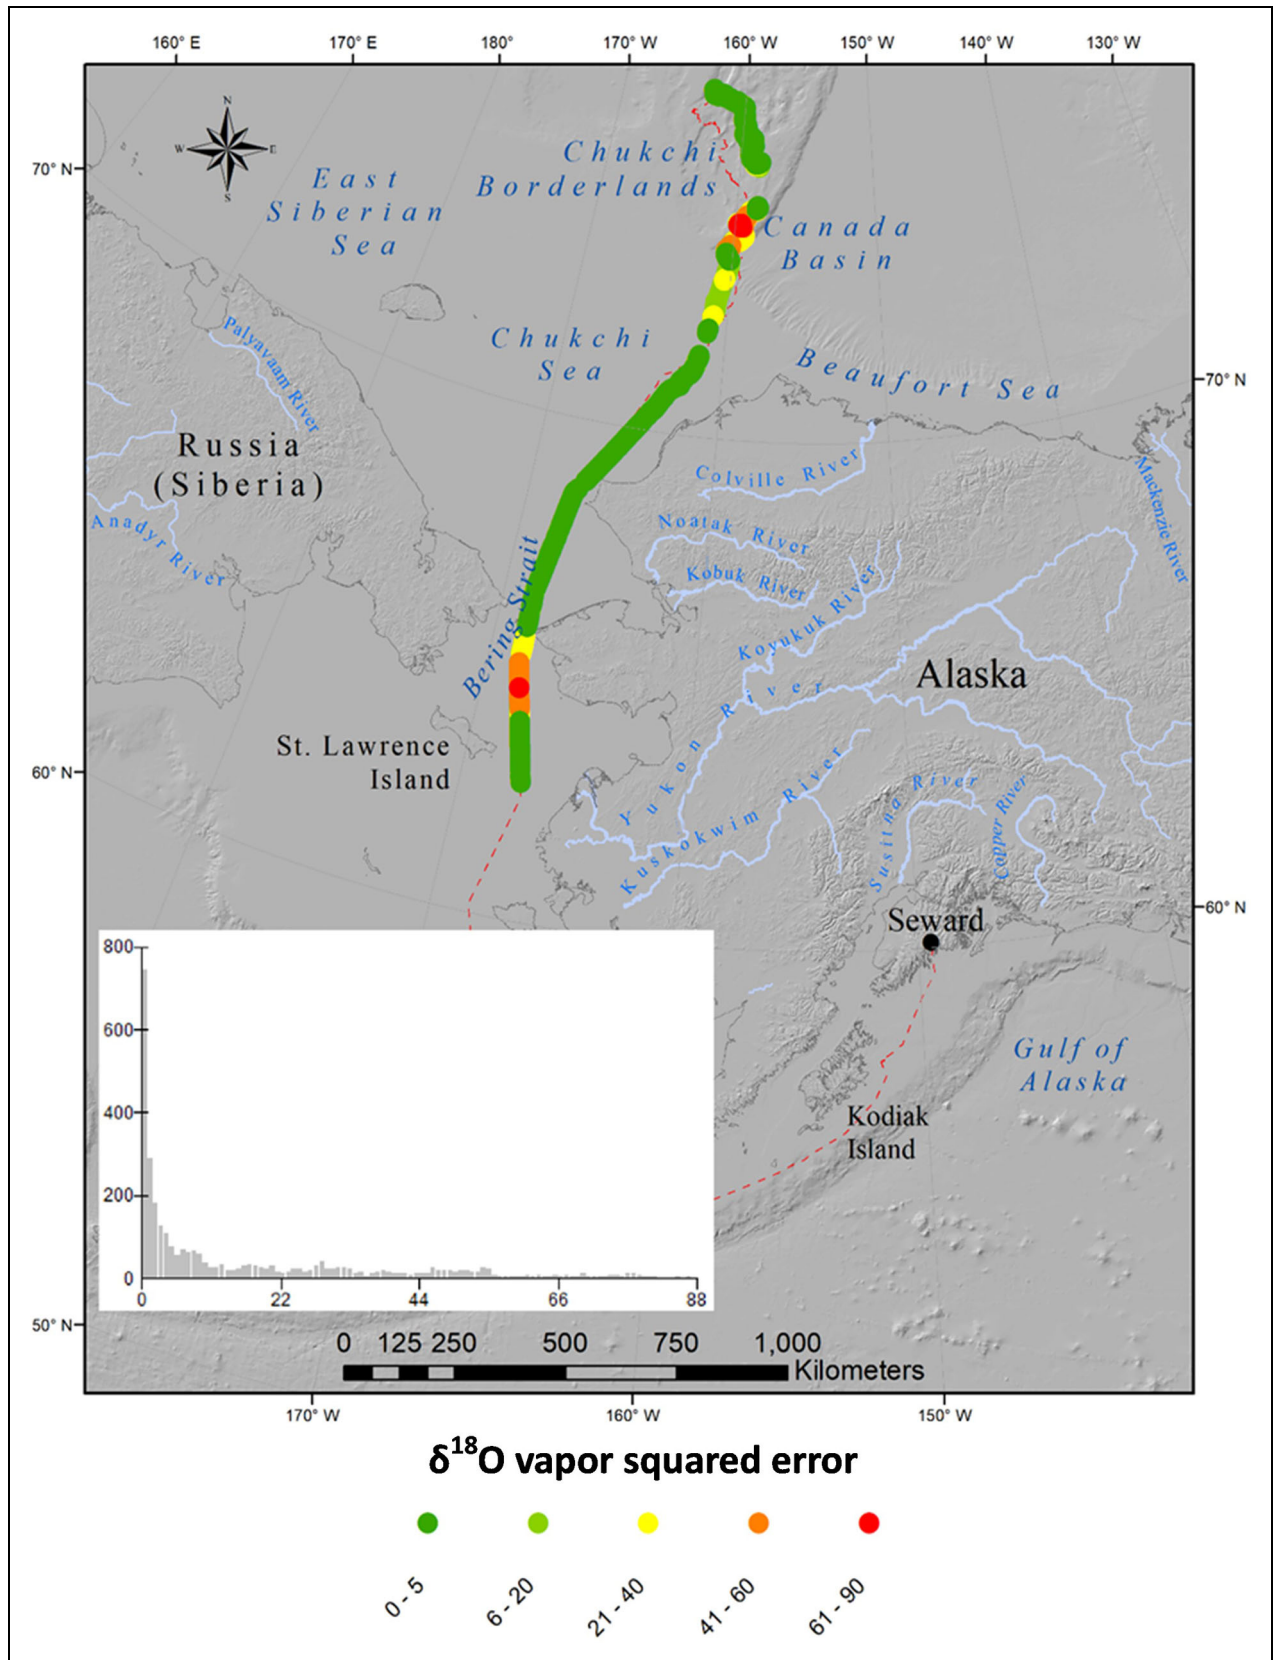 160° E 170° E 180° 170° W 160° W 150° W 140° W 130° W
N
W E
S
70° N
East
Siberian
Sea
Chukchi
Borderlands
Canada
Basin
Chukchi
Sea
Beaufort Sea
70° N
Palyavaam River
Russia
(Siberia)
Anadyr River
Colville River
Noatak River
Kobuk River
Koyukuk River
Mackenzie River
Bering Strait
Alaska
Yukon River
St. Lawrence
Island
60° N
Kuskokwim River
Susitna River
Copper River
Seward
60° N
Gulf of
Alaska
Kodiak
Island
800
600
400
200
0
0 22 44 66 88
50° N
0 125 250 500 750 1,000
Kilometers
170° W 160° W 150° W
δ¹⁸O vapor squared error
0 - 5
6 - 20
21 - 40
41 - 60
61 - 90